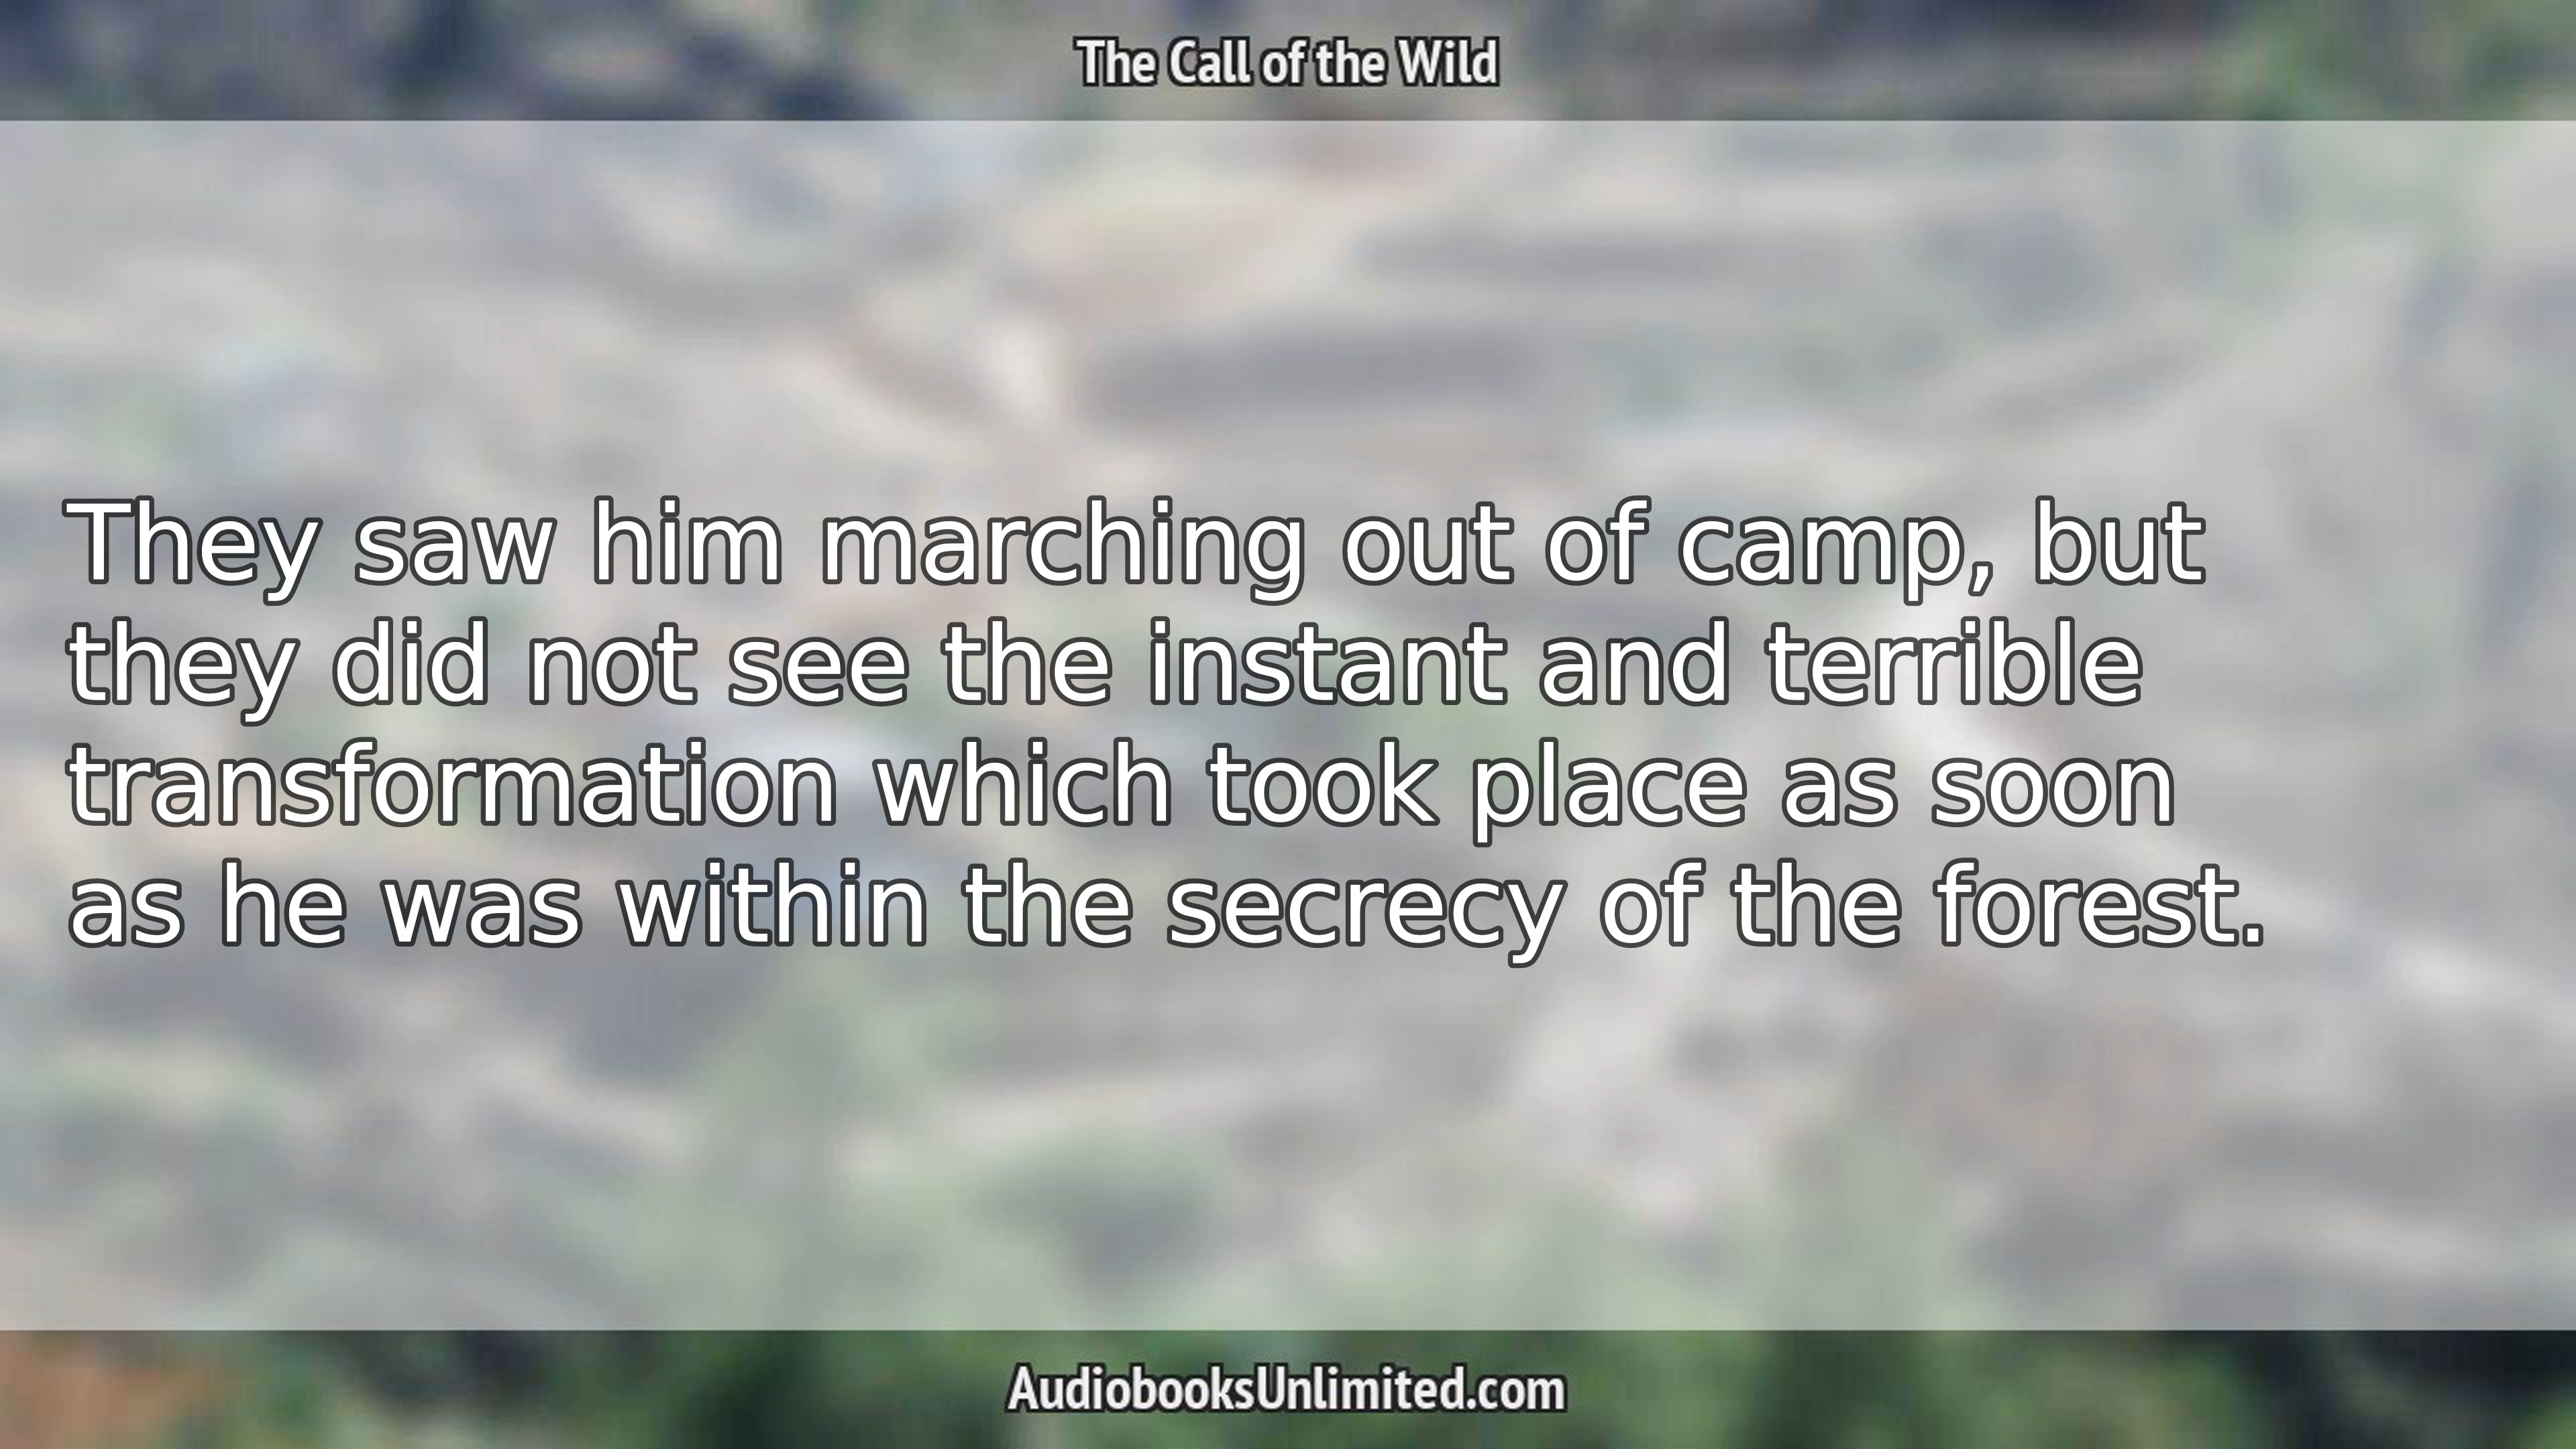 The Call of the Wild
They saw him marching out of camp, but
they did not see the instant and terrible
transformation which took place as soon
as he was within the secrecy of the forest.
AudiobooksUnlimited.com